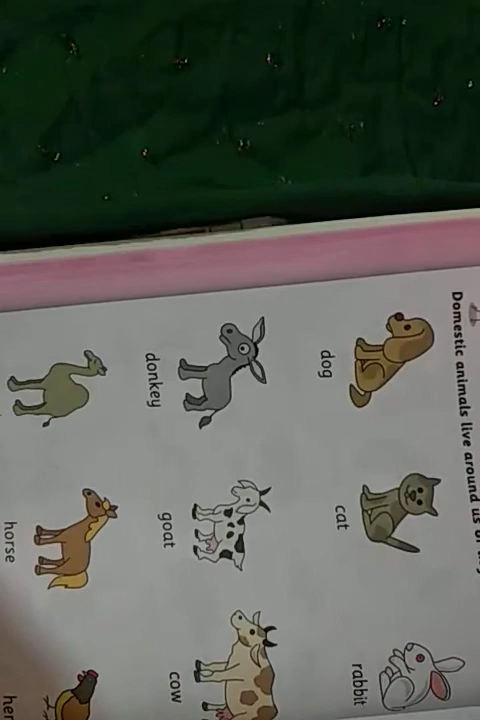 Domestic animals live around us
dog cat rabbit
donkey goat cow
horse